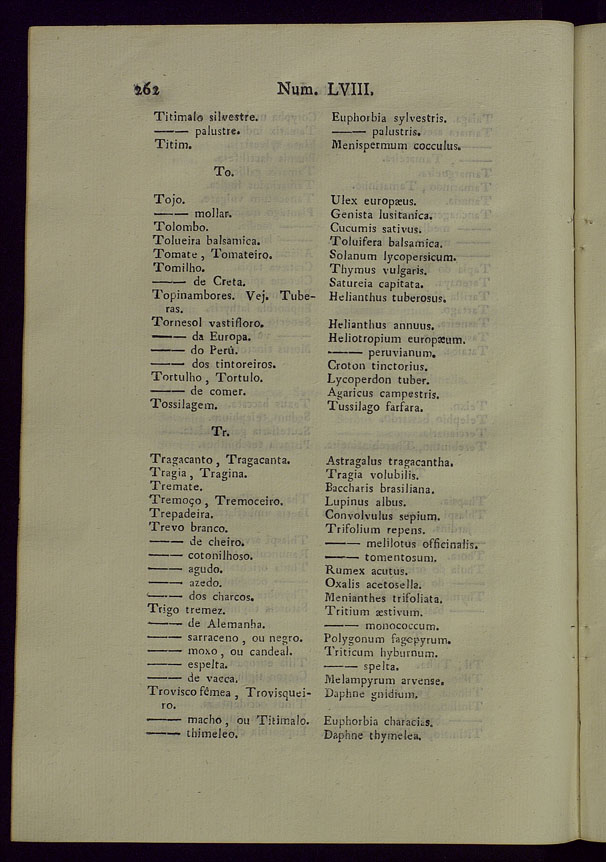 262 Num. LVIII.
Titimalo silvestre. Euphorbia sylvestris.
—— palustre. —— palustris.
Titim. Menispermum cocculus.
To.
Tojo. Ulex europæus.
—— mollar. Genista lusitanica.
Tolombo. Cucumis sativus.
Tolueira balsamica. Toluifera balsamica.
Tomate, Tomateiro. Solanum lycopersicum.
Tomilho. Thymus vulgaris.
—— de Creta. Satureia capitata.
Topinambores. Vej. Tube- Helianthus tuberosus.
ras.
Tornesol vastifloro. Helianthus annuus.
—— da Europa. Heliotropium europæum.
—— do Perú. —— peruvianum.
—— dos tintoreiros. Croton tinctorius.
Tortulho, Tortulo. Lycoperdon tuber.
—— de comer. Agaricus campestris.
Tossilagem. Tussilago farfara.
Tr.
Tragacanto, Tragacanta. Astragalus tragacantha.
Tragia, Tragina. Tragia volubilis.
Tremate. Baccharis brasiliana.
Tremoço, Tremoceiro. Lupinus albus.
Trepadeira. Convolvulus sepium.
Trevo branco. Trifolium repens.
—— de cheiro. —— melilotus officinalis.
—— cotonilhoso. —— tomentosum.
—— agudo. Rumex acutus.
—— azedo. Oxalis acetosella.
—— dos charcos. Menianthes trifoliata.
Trigo tremez. Tritium æstivum.
—— de Alemanha. —— monococcum.
—— sarraceno, ou negro. Polygonum fagopyrum.
—— moxo, ou candeal. Triticum hyburnum.
—— espelta. —— spelta.
—— de vacca. Melampyrum arvense.
Trovisco fêmea, Trovisquei- Daphne gnidium.
ro.
—— macho, ou Titimalo. Euphorbia characias.
—— thimeleo. Daphne thymelea.